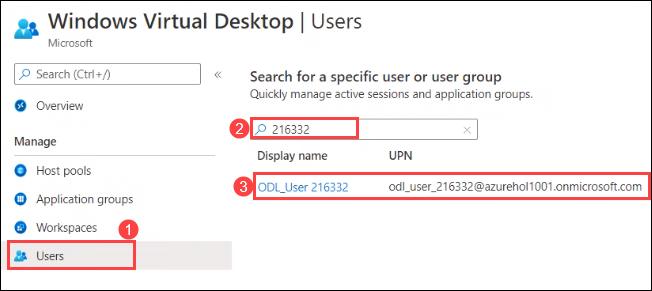 Windows Virtual Desktop | Users
Microsoft
Search (Ctrl+/)
«
Overview
Manage
Host pools
Application groups
Workspaces
1
Users
Search for a specific user or user group
Quickly manage active sessions and application groups.
2 216332 ×
Display name UPN
3 ODL_User 216332 odl_user_216332@azurehol1001.onmicrosoft.com